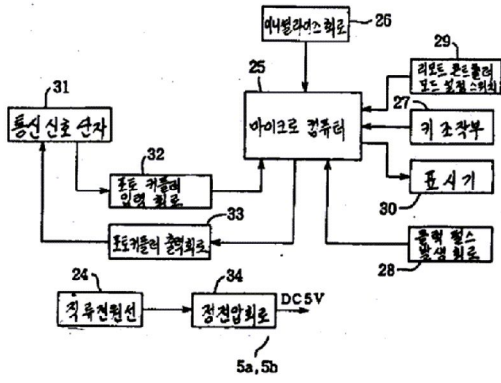 26
이니셜라이즈 회로
29
25
리모트 콘트롤러
모드 설정스위치
31
27
통신 신호 단자
마이크로 컴퓨터
키 조작부
32
포토 커플러
입력 회로
표시기
33
30
포토커플러 출력회로
클럭 펄스
발생회로
28
24
34
직류전원선
정전압회로
DC5V
5a,5b